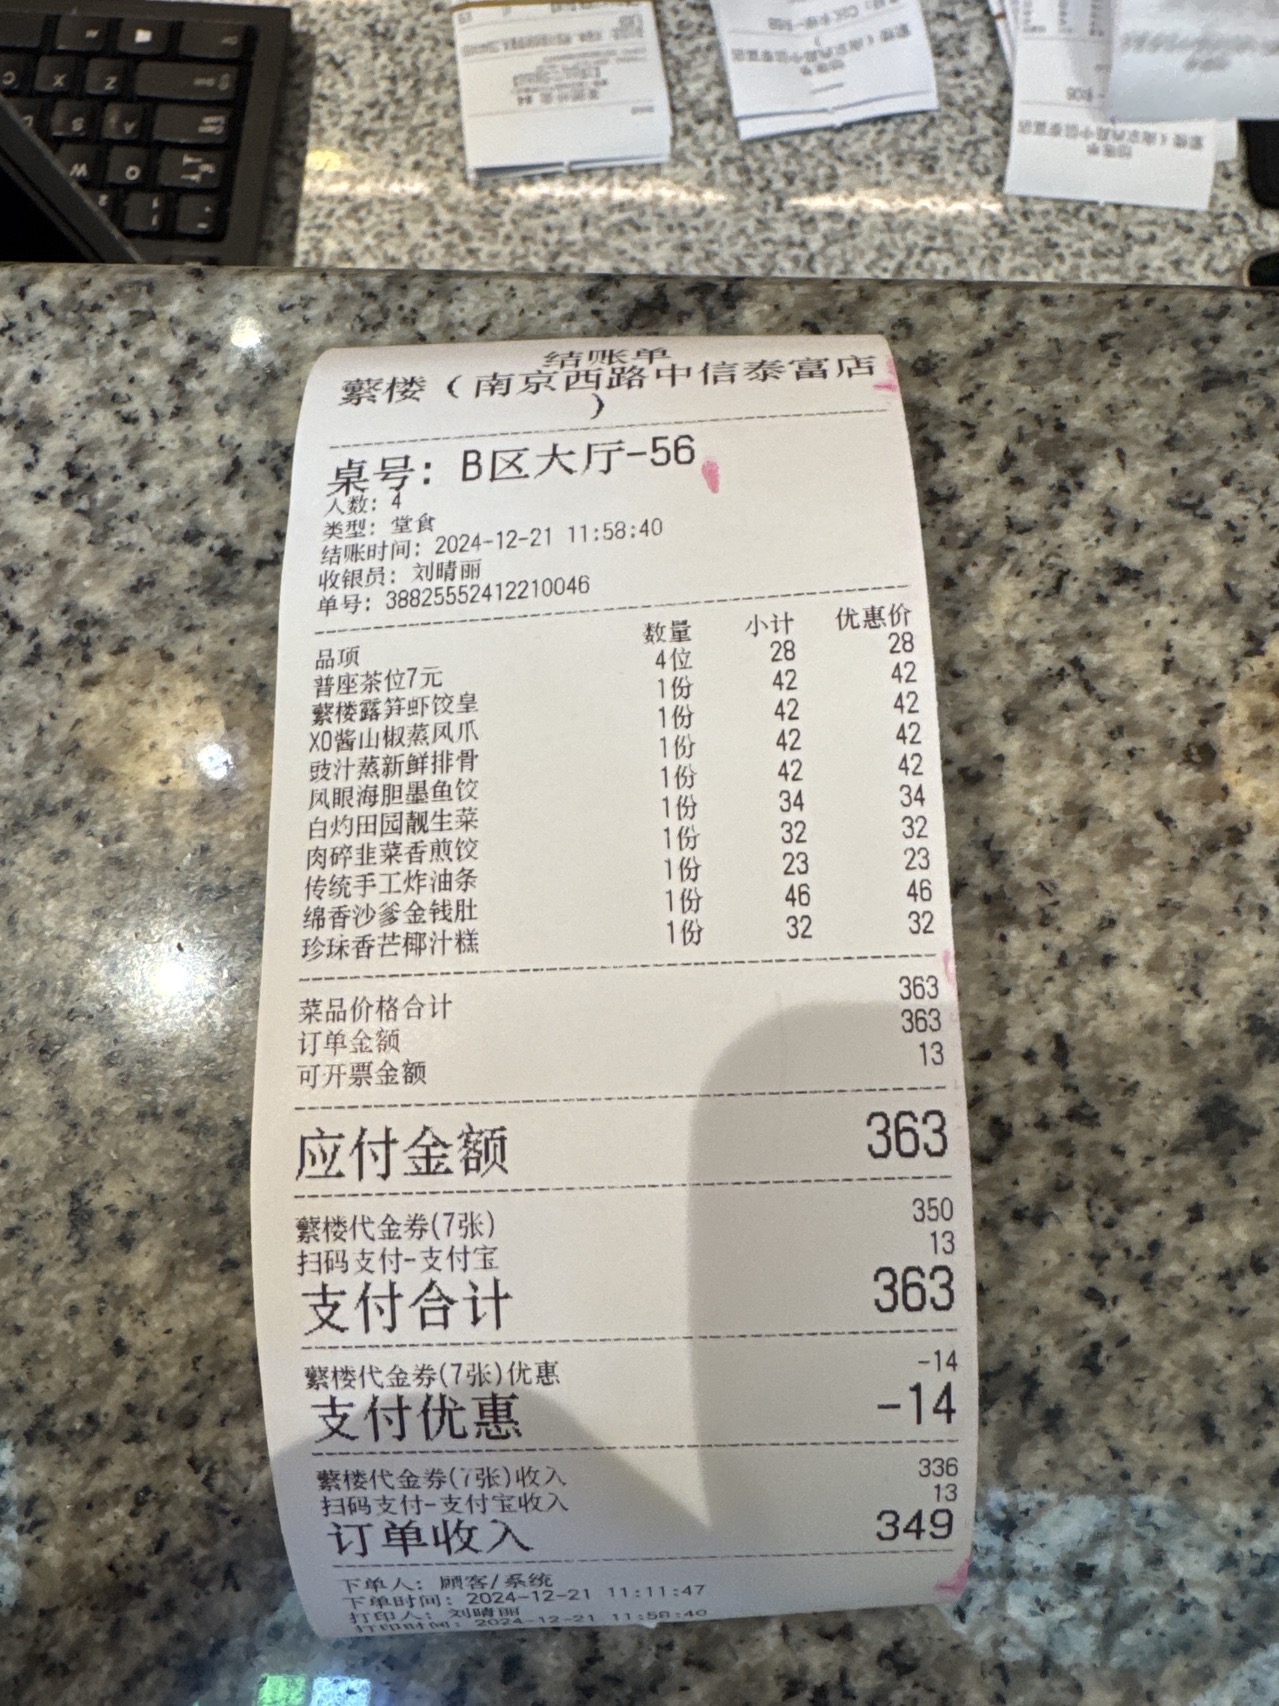 结账单
蘩楼（南京西路中信泰富店
）
桌号：B区大厅-56
人数：4
类型：堂食
结账时间：2024-12-21 11:58:40
收银员：刘晴丽
单号：38825552412210046
品项 数量 小计 优惠价
普座茶位7元 4位 28 28
蘩楼露笋虾饺皇 1份 42 42
XO酱山椒蒸凤爪 1份 42 42
豉汁蒸新鲜排骨 1份 42 42
凤眼海胆墨鱼饺 1份 42 42
白灼田园靓生菜 1份 34 34
肉碎韭菜香煎饺 1份 32 32
传统手工炸油条 1份 23 23
绵香沙爹金钱肚 1份 46 46
珍珠香芒椰汁糕 1份 32 32
菜品价格合计 363
订单金额 363
可开票金额 13
应付金额 363
蘩楼代金券(7张) 350
扫码支付-支付宝 13
支付合计 363
蘩楼代金券(7张)优惠 -14
支付优惠 -14
蘩楼代金券(7张)收入 336
扫码支付-支付宝收入 13
订单收入 349
下单人：顾客/系统
下单时间：2024-12-21 11:11:47
打印人：刘晴丽
打印时间：2024-12-21 11:58:40